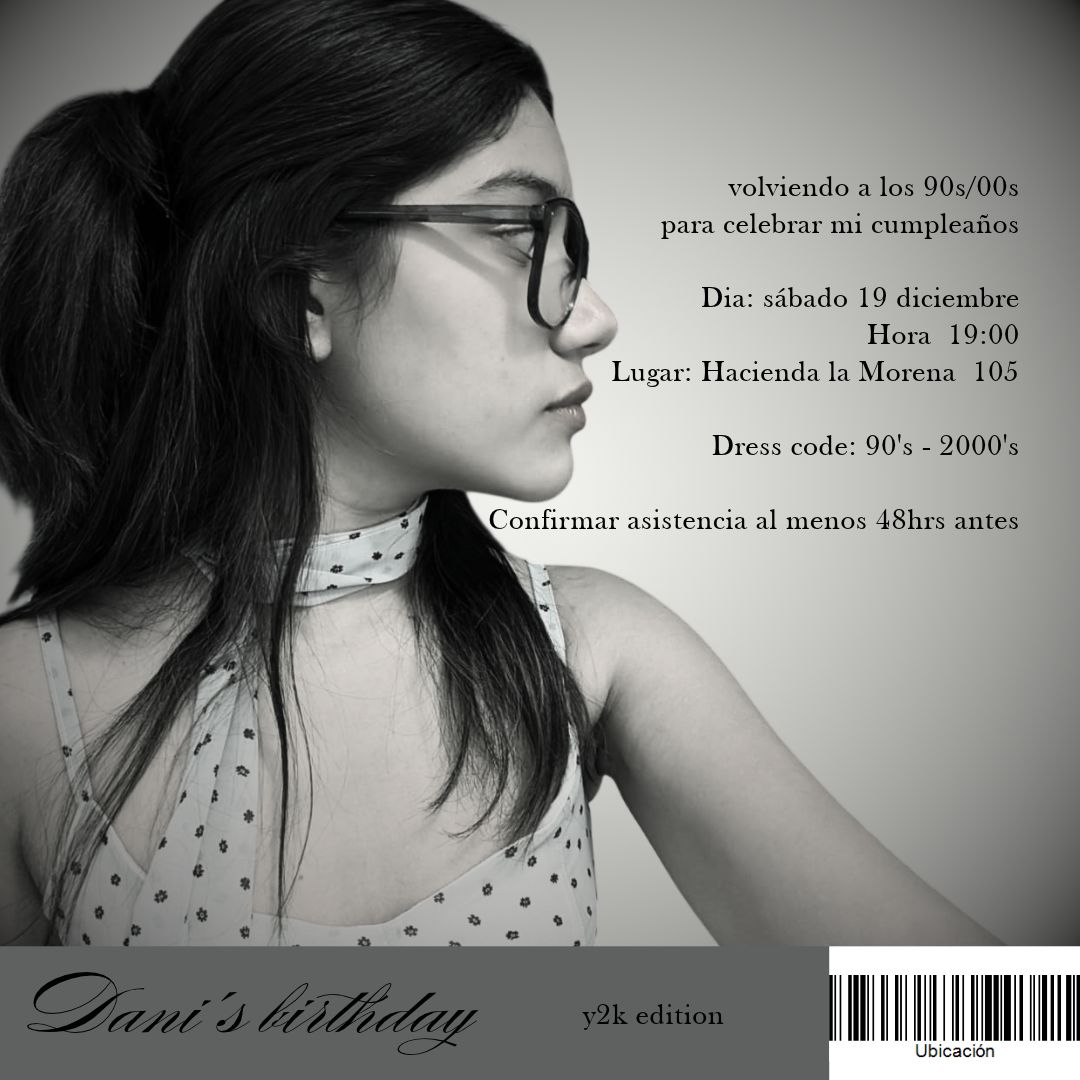 volviendo a los 90s/00s
para celebrar mi cumpleaños
Dia: sábado 19 diciembre
Hora  19:00
Lugar: Hacienda la Morena  105
Dress code: 90's - 2000's
Confirmar asistencia al menos 48hrs antes
Dani´s birthday
y2k edition
Ubicación